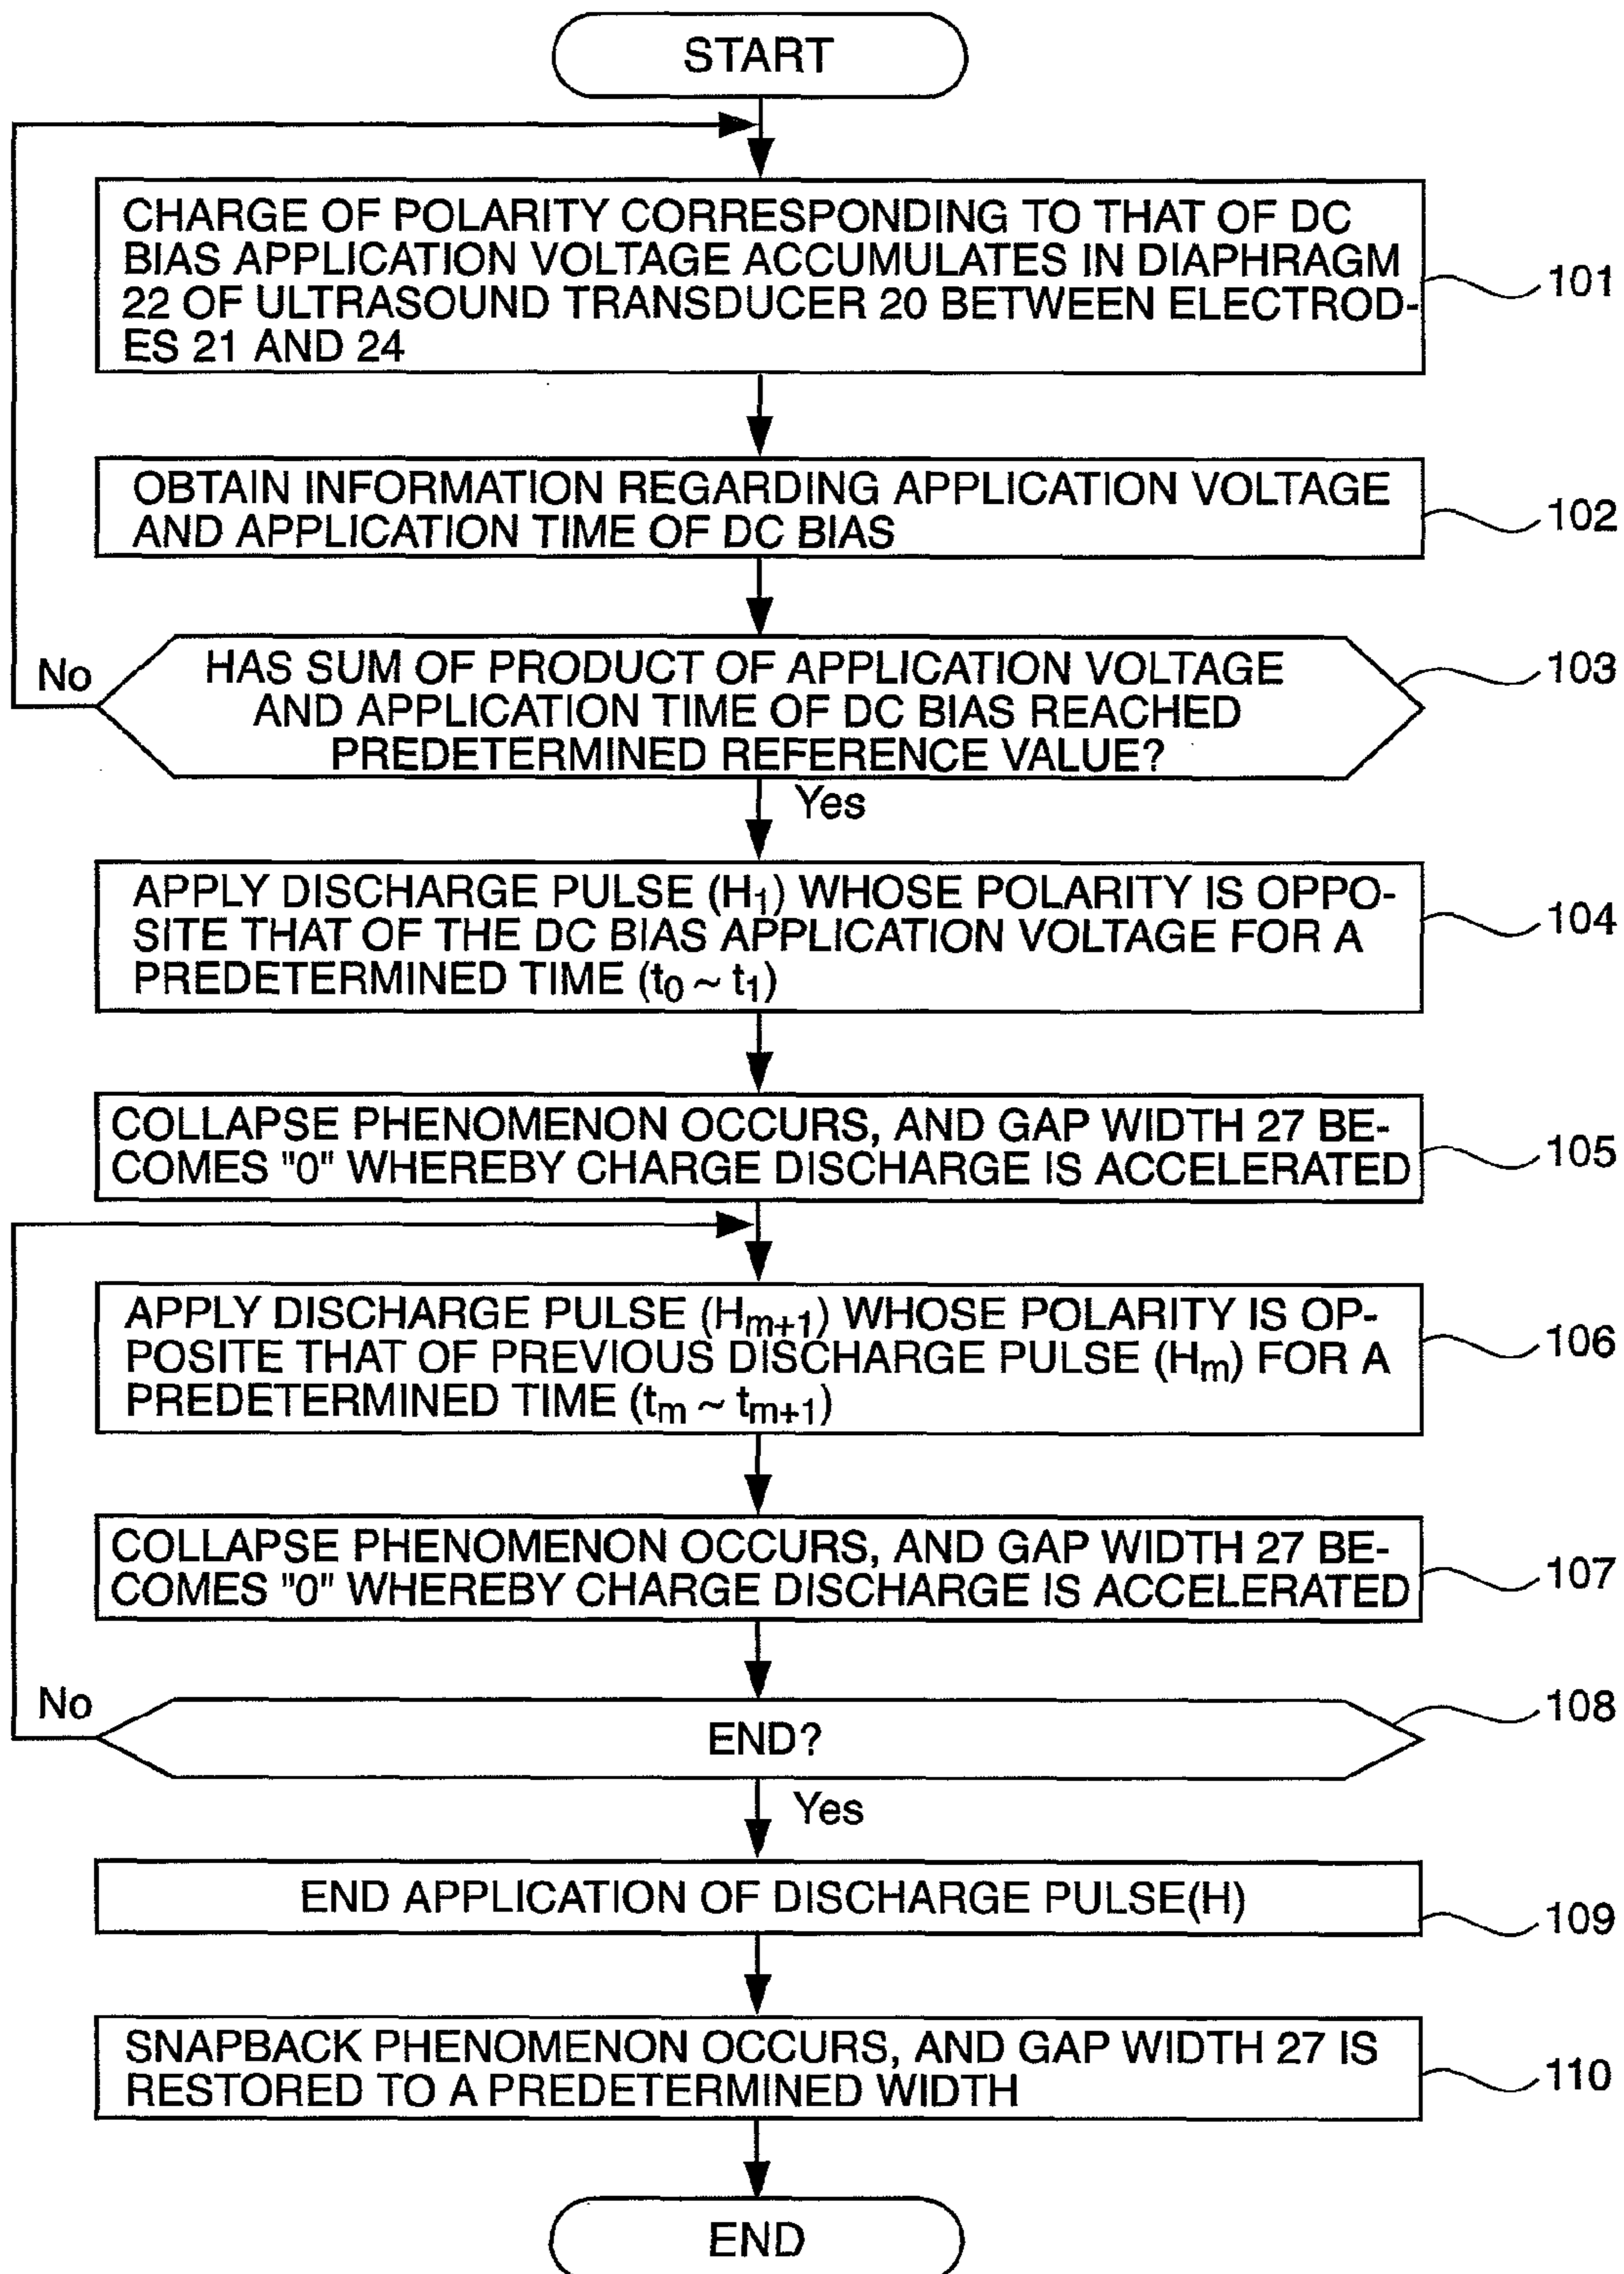 START
CHARGE OF POLARITY CORRESPONDING TO THAT OF DC
BIAS APPLICATION VOLTAGE ACCUMULATES IN DIAPHRAGM
22 OF ULTRASOUND TRANSDUCER 20 BETWEEN ELECTROD-
ES 21 AND 24
101
OBTAIN INFORMATION REGARDING APPLICATION VOLTAGE
AND APPLICATION TIME OF DC BIAS
102
HAS SUM OF PRODUCT OF APPLICATION VOLTAGE
AND APPLICATION TIME OF DC BIAS REACHED
PREDETERMINED REFERENCE VALUE?
103
No
Yes
APPLY DISCHARGE PULSE (H1) WHOSE POLARITY IS OPPO-
SITE THAT OF THE DC BIAS APPLICATION VOLTAGE FOR A
PREDETERMINED TIME (t0 ~ t1)
104
COLLAPSE PHENOMENON OCCURS, AND GAP WIDTH 27 BE-
COMES "0" WHEREBY CHARGE DISCHARGE IS ACCELERATED
105
APPLY DISCHARGE PULSE (Hm+1) WHOSE POLARITY IS OP-
POSITE THAT OF PREVIOUS DISCHARGE PULSE (Hm) FOR A
PREDETERMINED TIME (tm ~ tm+1)
106
COLLAPSE PHENOMENON OCCURS, AND GAP WIDTH 27 BE-
COMES "0" WHEREBY CHARGE DISCHARGE IS ACCELERATED
107
END?
108
No
Yes
END APPLICATION OF DISCHARGE PULSE(H)
109
SNAPBACK PHENOMENON OCCURS, AND GAP WIDTH 27 IS
RESTORED TO A PREDETERMINED WIDTH
110
END